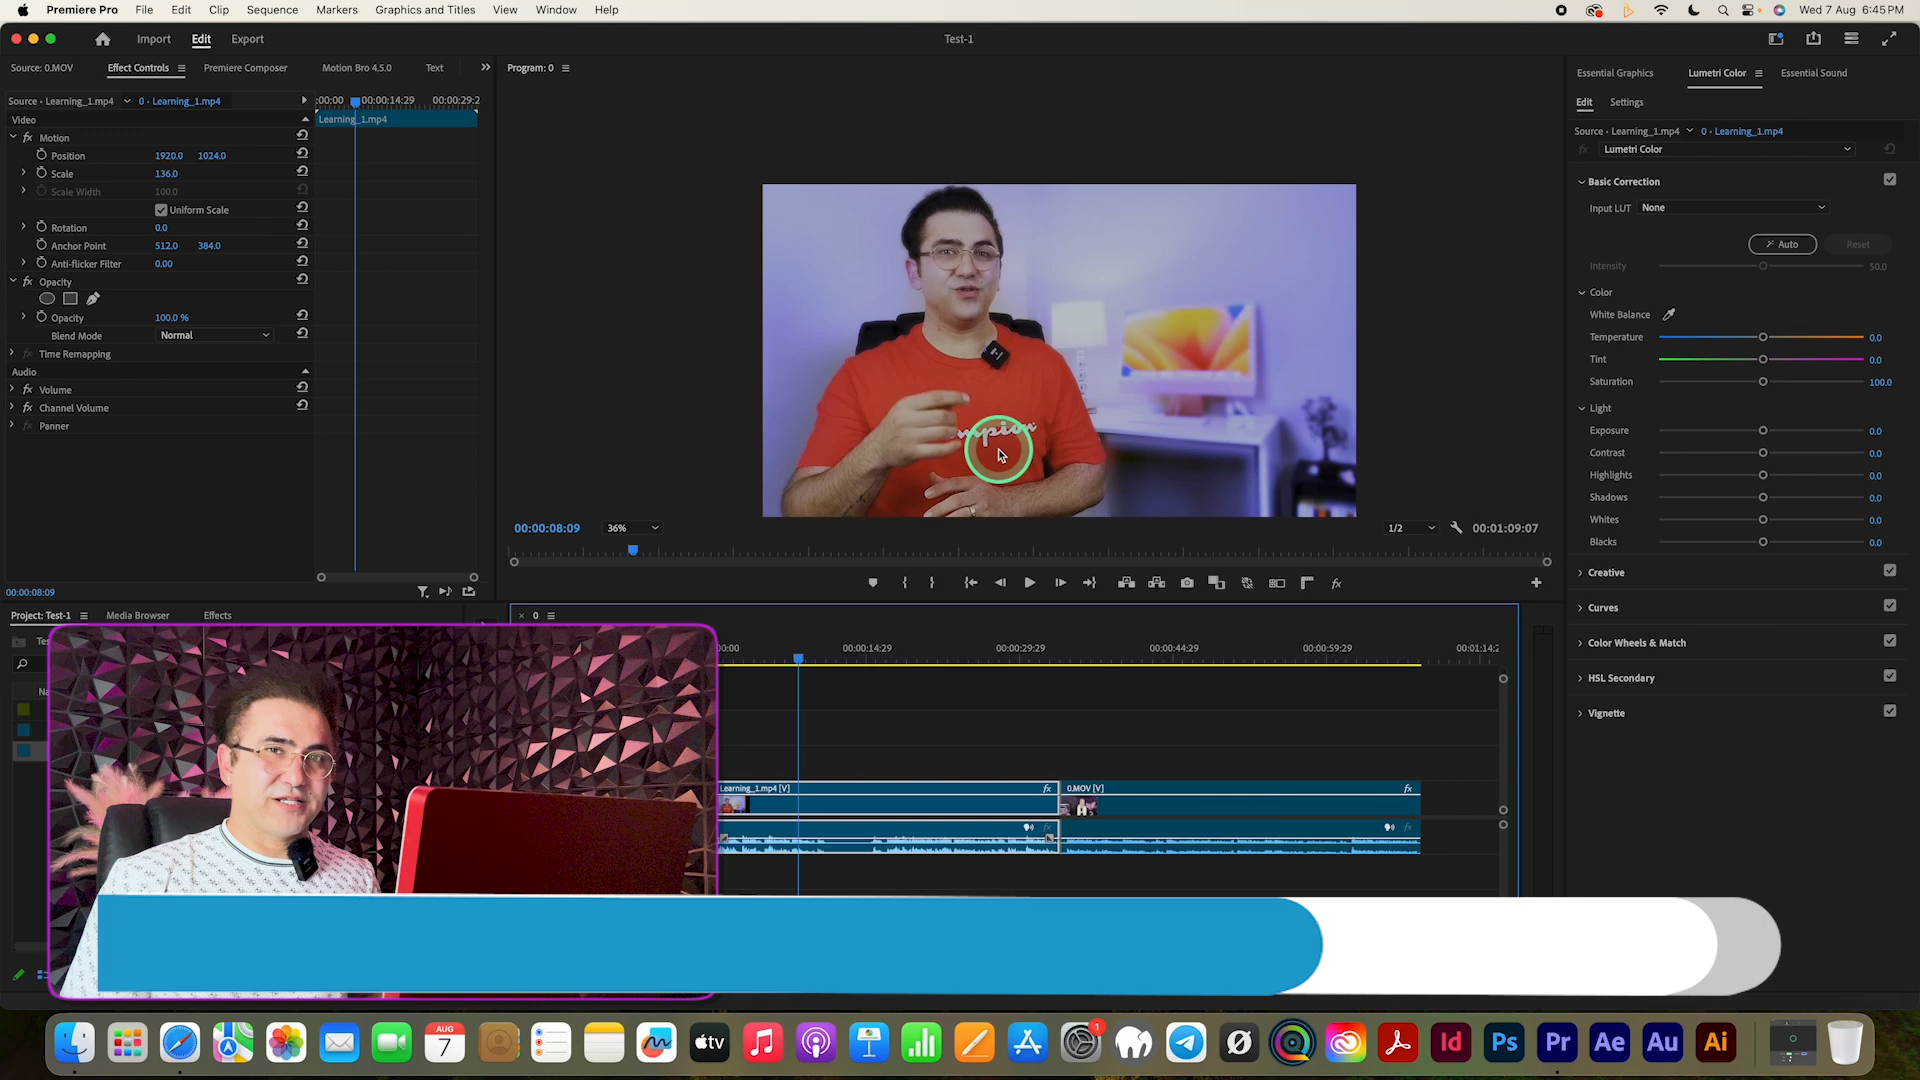 Premiere Pro File Edit Clip Sequence Markers Graphics and Titles View Window Help Wed 7 Aug 6:45 PM
Import Edit Export Test-1
Source: 0.MOV Effect Controls Premiere Composer Motion Bro 4.5.0 Text Program: 0 Essential Graphics Lumetri Color Essential Sound
Edit Settings
Source • Learning_1.mp4 0 • Learning_1.mp4 :00:00 00:00:14:29 00:00:29:2
Video Learning_1.mp4
Motion
Position 1920.0 1024.0
Scale 136.0
Scale Width 100.0
Uniform Scale
Rotation 0.0
Anchor Point 512.0 384.0
Anti-flicker Filter 0.00
Opacity
Opacity 100.0 %
Blend Mode Normal
Time Remapping
Audio
Volume
Channel Volume
Panner
00:00:08:09
00:00:08:09 36% 1/2 00:01:09:07
Source • Learning_1.mp4 0 • Learning_1.mp4
Lumetri Color
Basic Correction
Input LUT None
Auto Reset
Intensity 50.0
Color
White Balance
Temperature 0.0
Tint 0.0
Saturation 100.0
Light
Exposure 0.0
Contrast 0.0
Highlights 0.0
Shadows 0.0
Whites 0.0
Blacks 0.0
Creative
Curves
Color Wheels & Match
HSL Secondary
Vignette
Project: Test-1 Media Browser Effects
0
00:00 00:00:14:29 00:00:29:29 00:00:44:29 00:00:59:29 00:01:14:2
Learning_1.mp4 [V] 0.MOV [V]
AUG
7
tv
1
Id Ps Pr Ae Au Ai